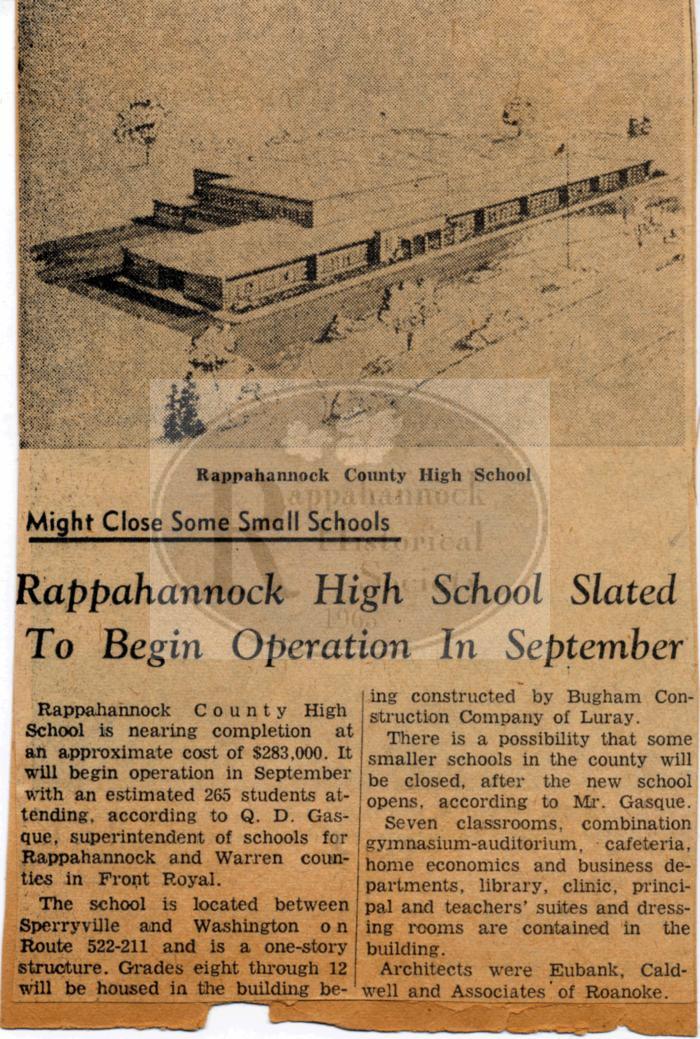 Rappahannock County High School
Might Close Some Small Schools
Rappahannock High School Slated
To Begin Operation In September
Rappahannock County High
School is nearing completion at
an approximate cost of $283,000. It
will begin operation in September
with an estimated 265 students at-
tending, according to Q. D. Gas-
que, superintendent of schools for
Rappahannock and Warren coun-
ties in Front Royal.
The school is located between
Sperryville and Washington on
Route 522-211 and is a one-story
structure. Grades eight through 12
will be housed in the building be-
ing constructed by Bugham Con-
struction Company of Luray.
There is a possibility that some
smaller schools in the county will
be closed, after the new school
opens, according to Mr. Gasque.
Seven classrooms, combination
gymnasium-auditorium, cafeteria,
home economics and business de-
partments, library, clinic, princi-
pal and teachers' suites and dress-
ing rooms are contained in the
building.
Architects were Eubank, Cald-
well and Associates of Roanoke.
Rappahannock
Historical
Society